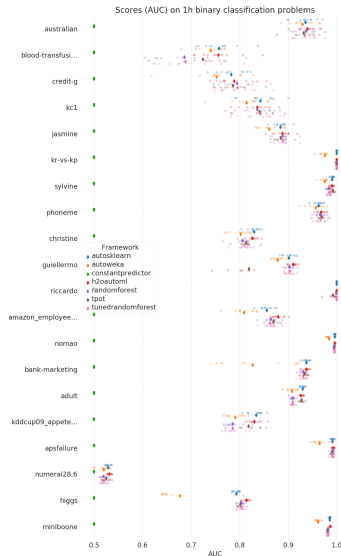 Scores (AUC) on 1h binary classification problems
australian
blood-transfusi...
credit-g
kc1
jasmine
kr-vs-kp
sylvine
phoneme
christine
guiellermo
riccardo
amazon_employee...
nomao
bank-marketing
adult
kddcup09_appete...
apsfailure
numerai28.6
higgs
miniboone
Framework
autosklearn
autoweka
constantpredictor
h2oautoml
randomforest
tpot
tunedrandomforest
0.5 0.6 0.7 0.8 0.9 1.0
AUC